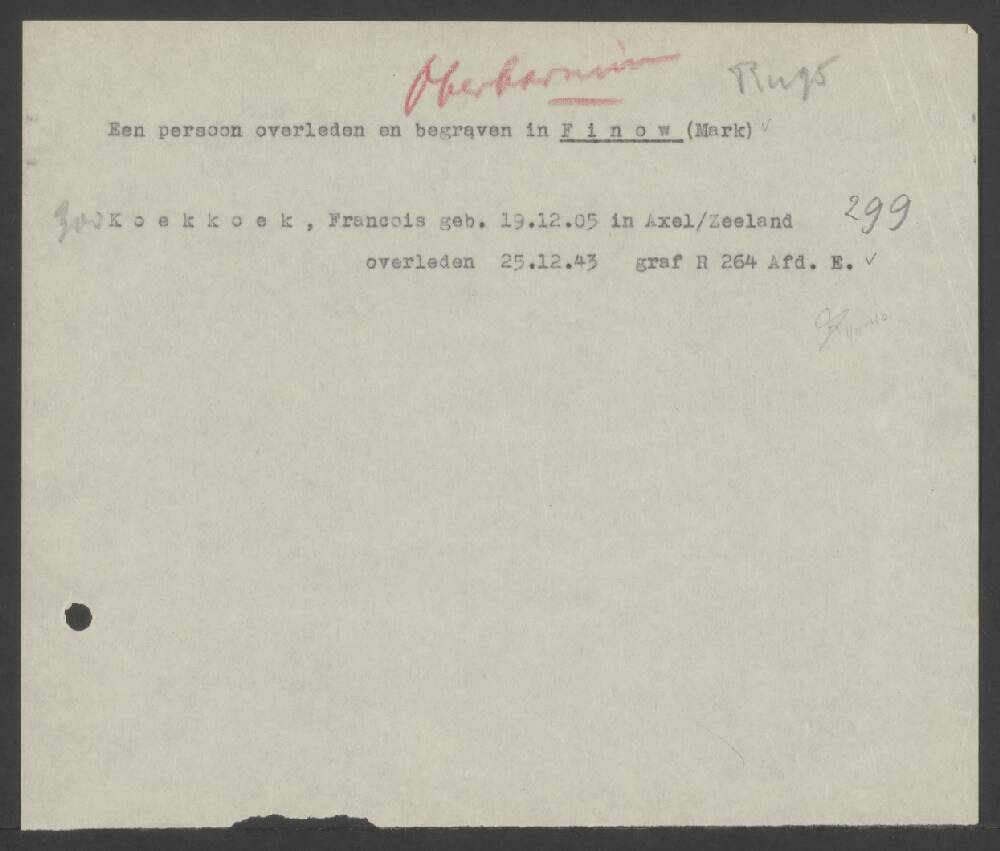 Oberbarnim
Een persoon overleden en begraven in F i n o w (Mark)
K o e k k o e k , Francois geb. 19.12.05 in Axel/Zeeland 299
overleden 25.12.43 graf R 264 Afd. E.